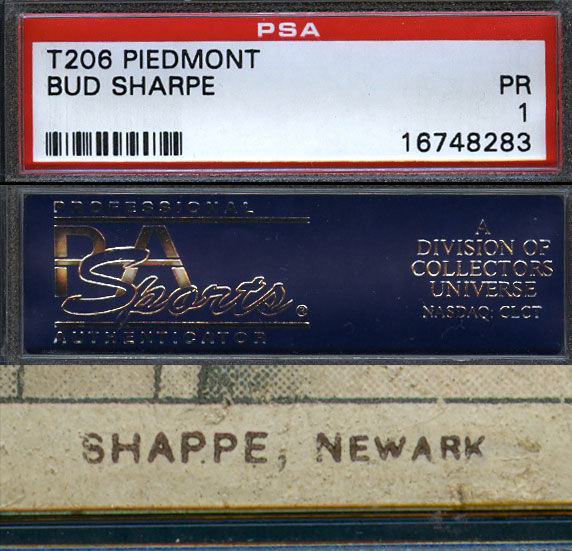 PSA
T206 PIEDMONT
BUD SHARPE
PR
1
16748283
PROFESSIONAL
PSA
Sports®
AUTHENTICATOR
A
DIVISION OF
COLLECTORS
UNIVERSE
NASDAQ: CLCT
SHAPPE, NEWARK